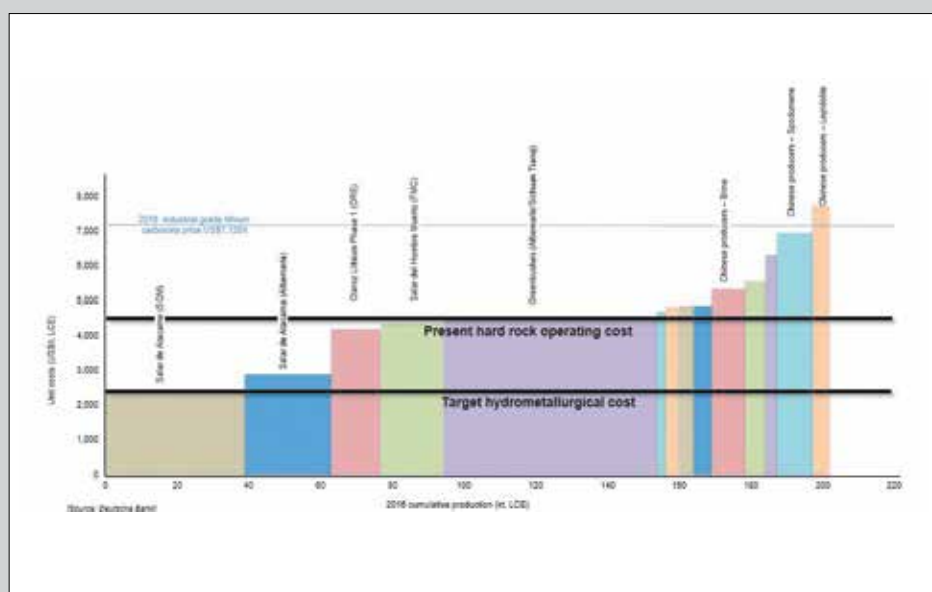 Chinese producers – Spodumene
Chinese producers – Lepidolite
Greenbushes (Albemarle/Sichuan Tianqi)
Chinese producers – Brine
Olaroz Lithium Phase 1 (ORE)
Salar del Hombre Muerto (FMC)
Salar de Atacama (SQM)
Salar de Atacama (Albemarle)
industrial grade lithium
carbonate price
8,000
7,000
6,000
5,000
4,000
3,000
2,000
1,000
0
Unit costs (US$/t, LCE)
Present hard rock operating cost
Target hydrometallurgical cost
0 20 40 60 80 100 120 140 160 180 200 220
2016 cumulative production (kt, LCE)
Source: Deutsche Bank